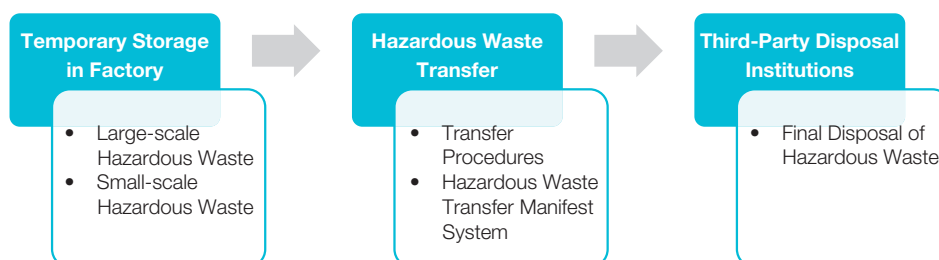 Temporary Storage
in Factory
• Large-scale
Hazardous Waste
• Small-scale
Hazardous Waste
Hazardous Waste
Transfer
• Transfer
Procedures
• Hazardous Waste
Transfer Manifest
System
Third-Party Disposal
Institutions
• Final Disposal of
Hazardous Waste